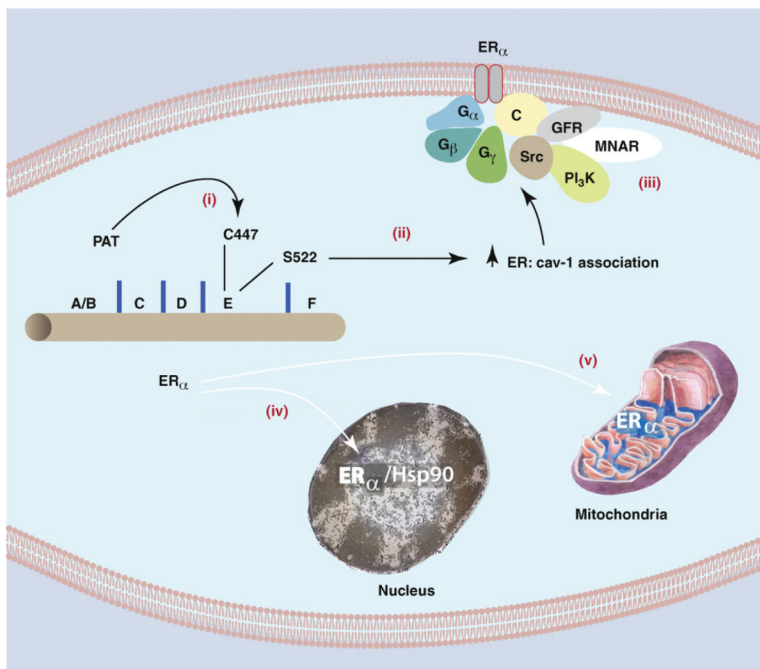 ERα
Gα
C
GFR
Gβ
Gγ
Src
MNAR
PI3K
(iii)
(i)
PAT
C447
S522
(ii)
ER: cav-1 association
A/B
C
D
E
F
ERα
(iv)
(v)
ERα/Hsp90
ERα
Nucleus
Mitochondria